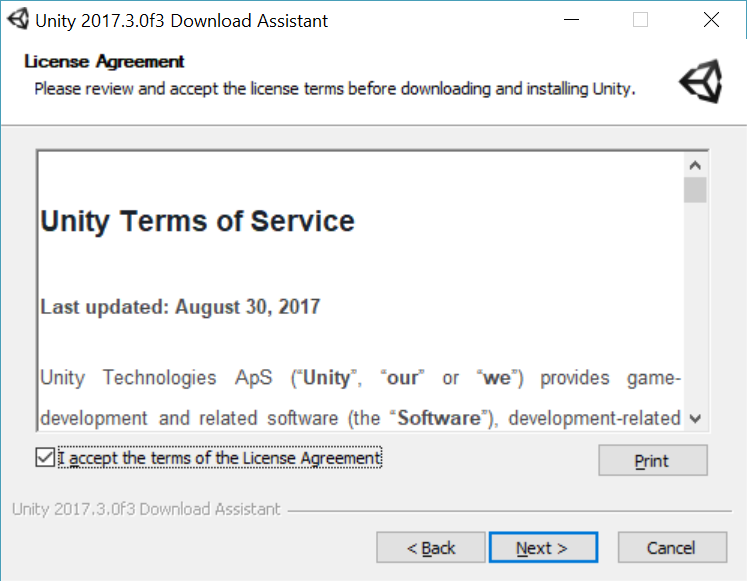 Unity 2017.3.0f3 Download Assistant
License Agreement
Please review and accept the license terms before downloading and installing Unity.
Unity Terms of Service
Last updated: August 30, 2017
Unity Technologies ApS (“Unity”, “our” or “we”) provides game-
development and related software (the “Software”), development-related
I accept the terms of the License Agreement
Print
Unity 2017.3.0f3 Download Assistant
< Back
Next >
Cancel